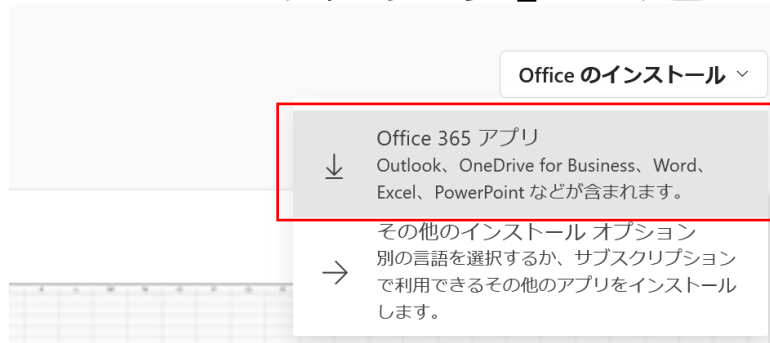 Office のインストール
Office 365 アプリ
Outlook、OneDrive for Business、Word、
Excel、PowerPoint などが含まれます。
その他のインストール オプション
別の言語を選択するか、サブスクリプション
で利用できるその他のアプリをインストール
します。